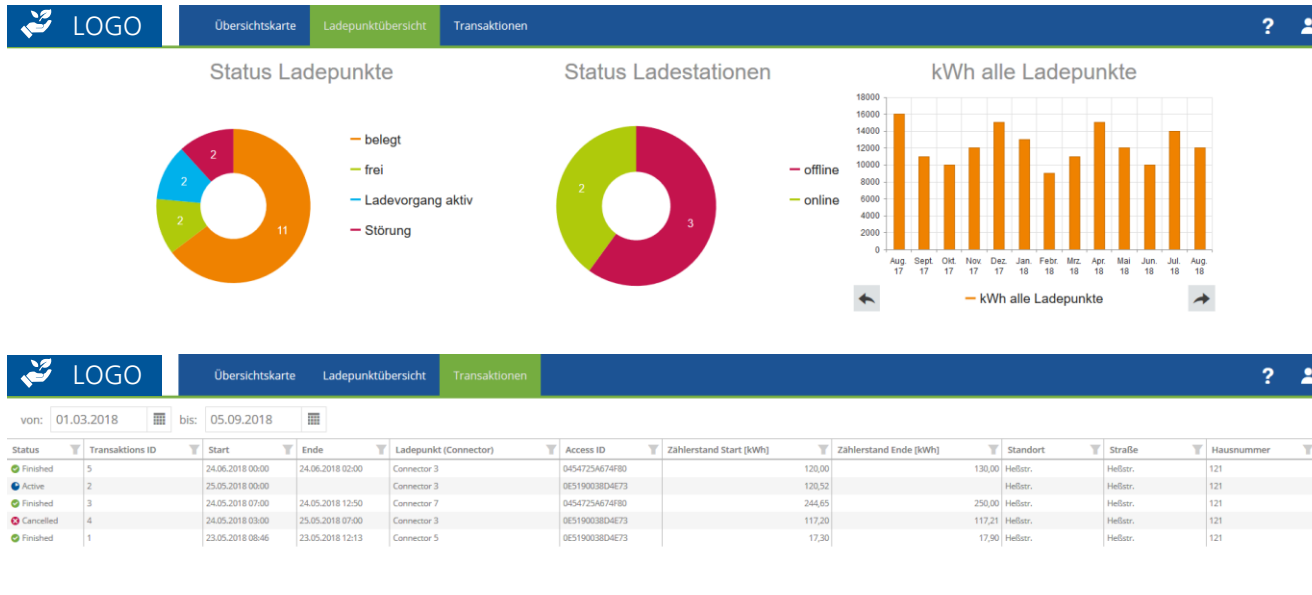 LOGO Übersichtskarte Ladepunktübersicht Transaktionen ?
Status Ladepunkte
2
2
2
11
belegt
frei
Ladevorgang aktiv
Störung
Status Ladestationen
2
3
offline
online
kWh alle Ladepunkte
18000
16000
14000
12000
10000
8000
6000
4000
2000
0
Aug. Sept. Okt. Nov. Dez. Jan. Febr. Mrz. Apr. Mai Jun. Jul. Aug.
17 17 17 17 17 18 18 18 18 18 18 18 18
kWh alle Ladepunkte
LOGO Übersichtskarte Ladepunktübersicht Transaktionen ?
von: 01.03.2018 bis: 05.09.2018
Status Transaktions ID Start Ende Ladepunkt (Connector) Access ID Zählerstand Start [kWh] Zählerstand Ende [kWh] Standort Straße Hausnummer
Finished 5 24.06.2018 00:00 24.06.2018 02:00 Connector 3 0454725A674F80 120,00 130,00 Heßstr. Heßstr. 121
Active 2 25.05.2018 00:00 Connector 3 0E5190038D4E73 120,52 Heßstr. Heßstr. 121
Finished 3 24.05.2018 07:00 24.05.2018 12:50 Connector 7 0454725A674F80 244,65 250,00 Heßstr. Heßstr. 121
Cancelled 4 24.05.2018 03:00 25.05.2018 07:00 Connector 3 0E5190038D4E73 117,20 117,21 Heßstr. Heßstr. 121
Finished 1 23.05.2018 08:46 23.05.2018 12:13 Connector 5 0E5190038D4E73 17,30 17,90 Heßstr. Heßstr. 121